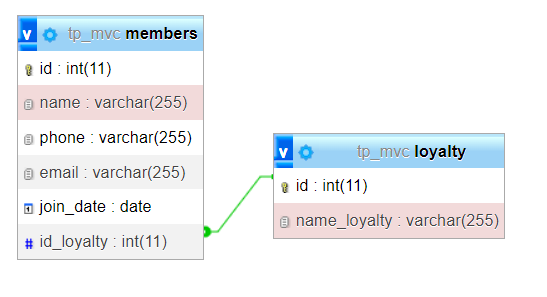 v tp_mvc members
id : int(11)
name : varchar(255)
phone : varchar(255)
email : varchar(255)
join_date : date
# id_loyalty : int(11)
v tp_mvc loyalty
id : int(11)
name_loyalty : varchar(255)